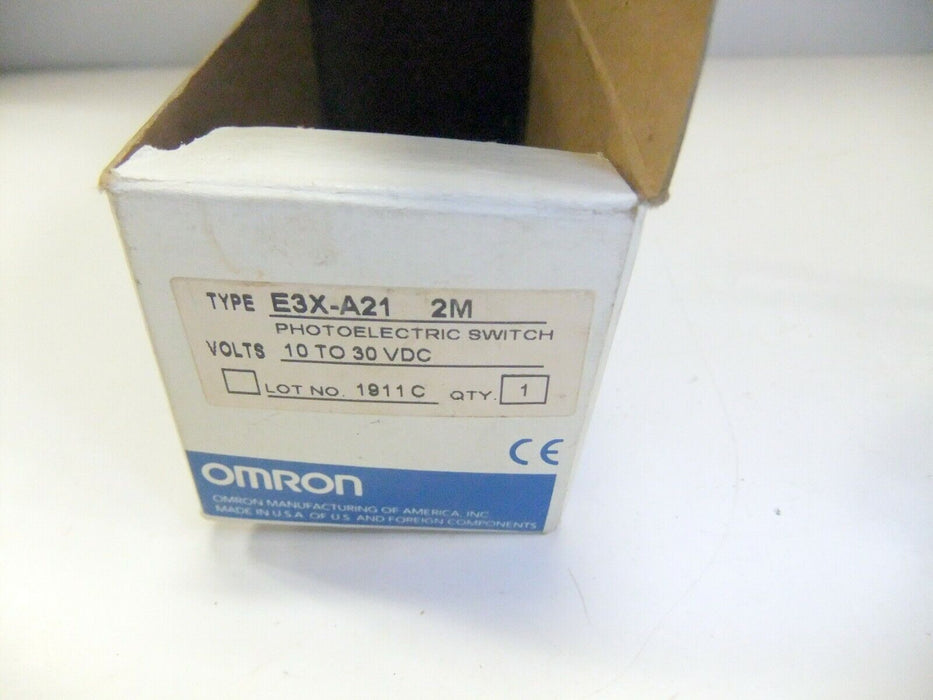 TYPE E3X-A21 2M
PHOTOELECTRIC SWITCH
VOLTS 10 TO 30 VDC
LOT NO. 1911C QTY. 1
CE
OMRON
OMRON MANUFACTURING OF AMERICA, INC.
MADE IN U.S.A. OF U.S. AND FOREIGN COMPONENTS